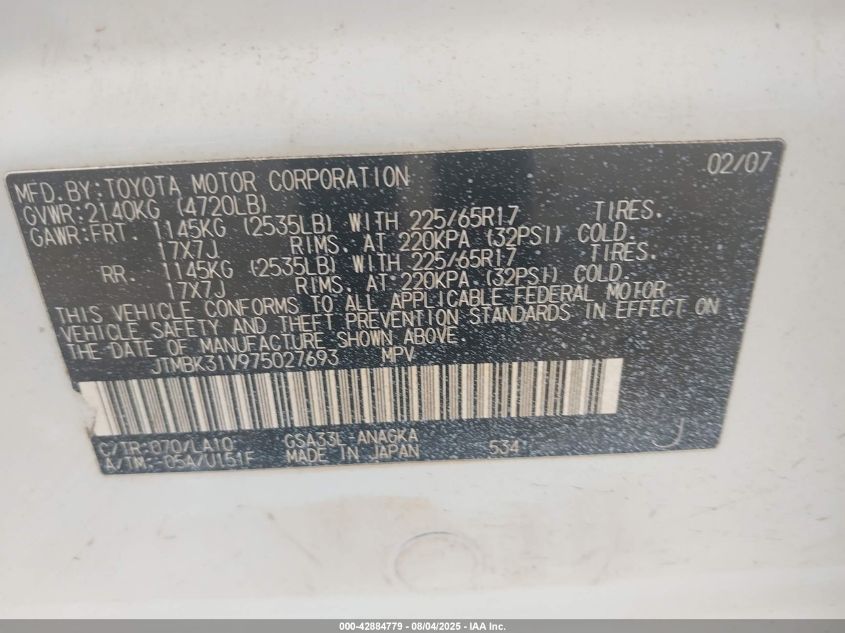 MFD. BY: TOYOTA MOTOR CORPORATION 02/07
GVWR: 2140KG (4720LB)
GAWR: FRT. 1145KG (2535LB) WITH 225/65R17 TIRES.
17X7J RIMS. AT 220KPA (32PSI) COLD.
RR. 1145KG (2535LB) WITH 225/65R17 TIRES.
17X7J RIMS. AT 220KPA (32PSI) COLD.
THIS VEHICLE CONFORMS TO ALL APPLICABLE FEDERAL MOTOR
VEHICLE SAFETY AND THEFT PREVENTION STANDARDS IN EFFECT ON
THE DATE OF MANUFACTURE SHOWN ABOVE.
JTMBK31V975027693 MPV
C/TR: 070/LA10 GSA33L-ANAGKA
A/TM: -05A/U151F MADE IN JAPAN 534 J
000-42884779 - 08/04/2025 - IAA Inc.